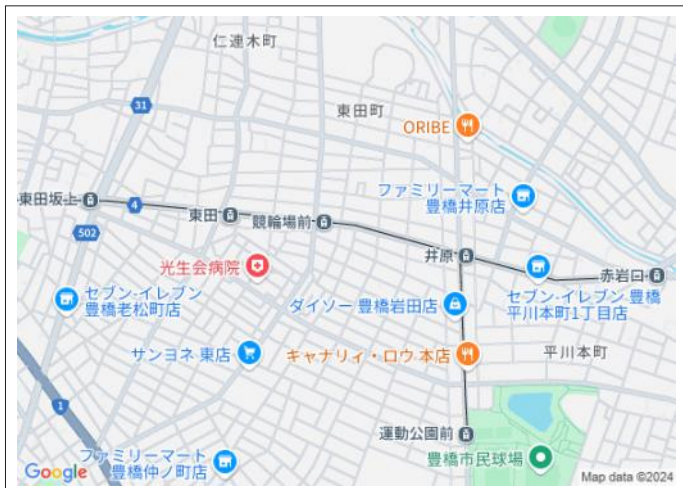 仁連木町
31
東田町
ORIBE
ファミリーマート
豊橋井原店
東田坂上
4
東田
競輪場前
502
井原
光生会病院
赤岩口
セブン-イレブン
豊橋老松町店
ダイソー 豊橋岩田店
セブン-イレブン 豊橋
平川本町1丁目店
サンヨネ 東店
キャナリィ・ロウ 本店
平川本町
1
運動公園前
ファミリーマート
豊橋仲ノ町店
豊橋市民球場
Google
Map data ©2024